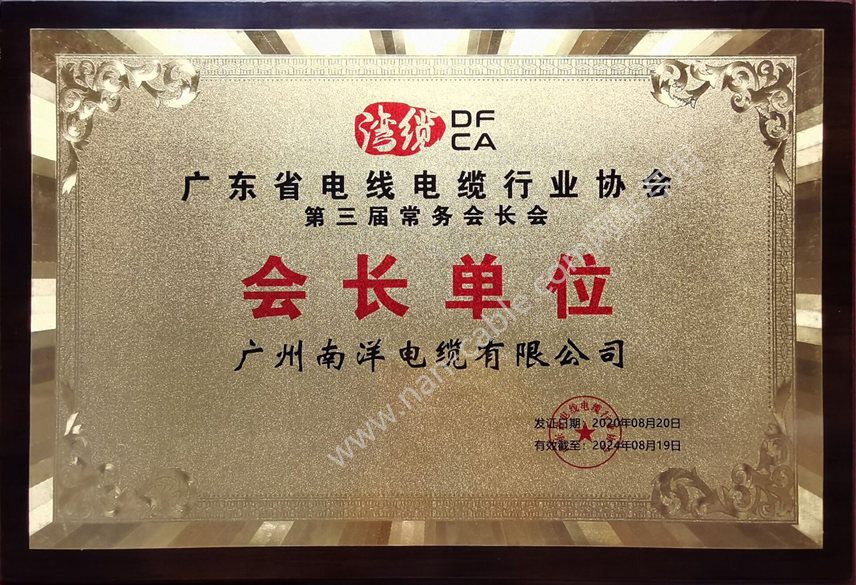 湾缆 DF
CA
广东省电线电缆行业协会
第三届常务会长会
会长单位
广州南洋电缆有限公司
发证日期：2020年08月20日
有效截至：2024年08月19日